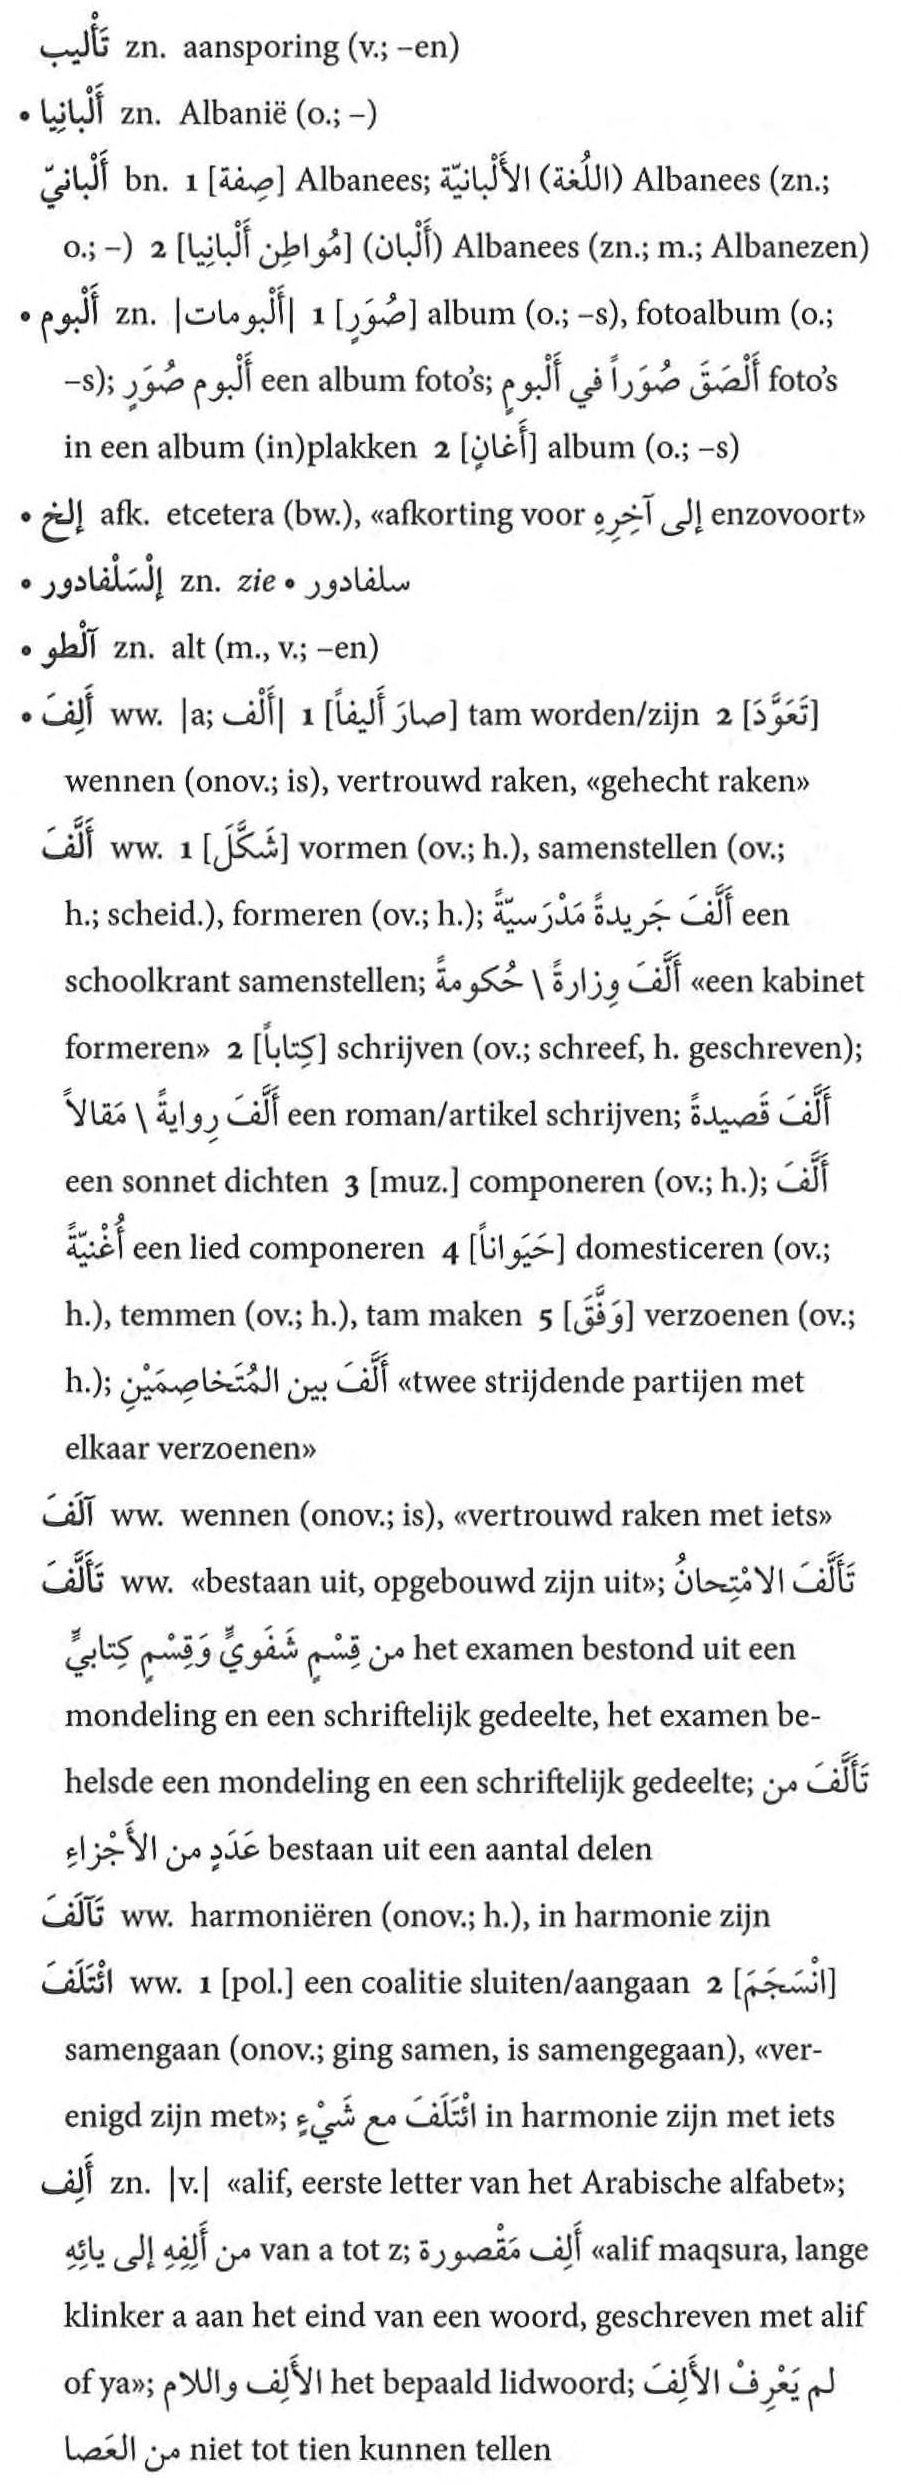 تَأْليب zn. aansporing (v.; –en)
• أَلْبانِيا zn. Albanië (o.; –)
أَلْبانيّ bn. 1 [صِفة] Albanees; الأَلْبانيّة (اللُغة) Albanees (zn.;
o.; –) 2 [مُواطِن أَلْبانِيا] (أَلْبان) Albanees (zn.; m.; Albanezen)
• أَلْبوم zn. |أَلْبومات| 1 [صُوَرٍ] album (o.; –s), fotoalbum (o.;
–s); أَلْبوم صُوَرٍ een album foto's; أَلْصَقَ صُوَراً في أَلْبومٍ foto's
in een album (in)plakken 2 [أَغانٍ] album (o.; –s)
• إلخ afk. etcetera (bw.), «afkorting voor إلى آخِرِهِ enzovoort»
• إلْسَلْفادور zn. zie • سلفادور
• آلْطو zn. alt (m., v.; –en)
• أَلِفَ ww. |a; أَلْف| 1 [صارَ أَليفاً] tam worden/zijn 2 [تَعَوَّدَ]
wennen (onov.; is), vertrouwd raken, «gehecht raken»
أَلَّفَ ww. 1 [شَكَّلَ] vormen (ov.; h.), samenstellen (ov.;
h.; scheid.), formeren (ov.; h.); أَلَّفَ جَريدةً مَدْرَسيّةً een
schoolkrant samenstellen; أَلَّفَ وِزارةً \ حُكومةً «een kabinet
formeren» 2 [كِتاباً] schrijven (ov.; schreef, h. geschreven);
أَلَّفَ رِوايةً \ مَقالاً een roman/artikel schrijven; أَلَّفَ قَصيدةً
een sonnet dichten 3 [muz.] componeren (ov.; h.); أَلَّفَ
أُغْنيّةً een lied componeren 4 [حَيَواناً] domesticeren (ov.;
h.), temmen (ov.; h.), tam maken 5 [وَفَّقَ] verzoenen (ov.;
h.); أَلَّفَ بين المُتَخاصِمَيْنِ «twee strijdende partijen met
elkaar verzoenen»
آلَفَ ww. wennen (onov.; is), «vertrouwd raken met iets»
تَأَلَّفَ ww. «bestaan uit, opgebouwd zijn uit»; تَأَلَّفَ الامْتِحانُ
من قِسْمٍ شَفَويٍّ وَقِسْمٍ كِتابيٍّ het examen bestond uit een
mondeling en een schriftelijk gedeelte, het examen be-
helsde een mondeling en een schriftelijk gedeelte; تَأَلَّفَ من
عَدَدٍ من الأَجْزاءِ bestaan uit een aantal delen
تَآلَفَ ww. harmoniëren (onov.; h.), in harmonie zijn
ائْتَلَفَ ww. 1 [pol.] een coalitie sluiten/aangaan 2 [انْسَجَمَ]
samengaan (onov.; ging samen, is samengegaan), «ver-
enigd zijn met»; ائْتَلَفَ مع شَيْءٍ in harmonie zijn met iets
أَلِف zn. |v.| «alif, eerste letter van het Arabische alfabet»;
من أَلِفِهِ إلى يائِهِ van a tot z; أَلِف مَقْصورة «alif maqsura, lange
klinker a aan het eind van een woord, geschreven met alif
of ya»; الأَلِف واللام het bepaald lidwoord; لم يَعْرِفْ الأَلِفَ
من العَصا niet tot tien kunnen tellen